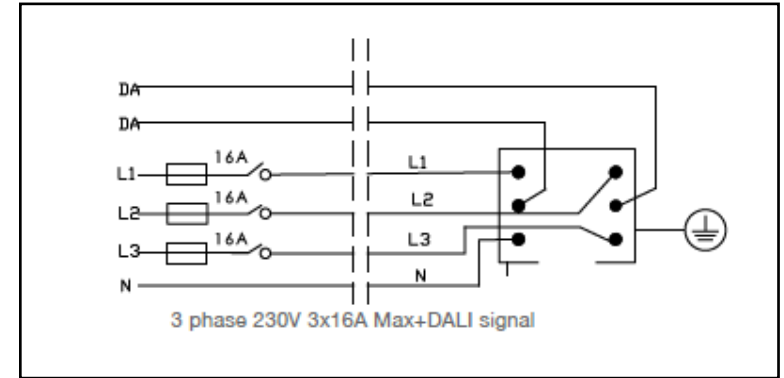 DA
DA
L1 16A L1
L2 16A L2
L3 16A L3
N N
3 phase 230V 3x16A Max+DALI signal